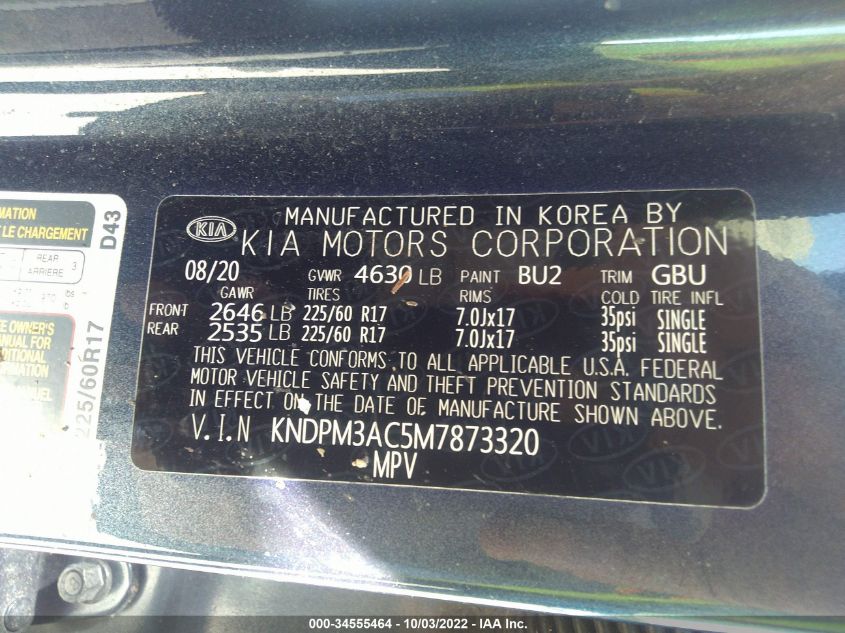 MATION
LE CHARGEMENT
REAR
ARRIERE
3
D43
E OWNER'S
MANUAL FOR
225/60R17
KIA
MANUFACTURED IN KOREA BY
KIA MOTORS CORPORATION
08/20 GVWR 4630 LB PAINT BU2 TRIM GBU
GAWR TIRES RIMS COLD TIRE INFL
FRONT 2646 LB 225/60 R17 7.0Jx17 35psi SINGLE
REAR 2535 LB 225/60 R17 7.0Jx17 35psi SINGLE
THIS VEHICLE CONFORMS TO ALL APPLICABLE U.S.A. FEDERAL
MOTOR VEHICLE SAFETY AND THEFT PREVENTION STANDARDS
IN EFFECT ON THE DATE OF MANUFACTURE SHOWN ABOVE.
V.I.N KNDPM3AC5M7873320
MPV
000-34555464 - 10/03/2022 - IAA Inc.